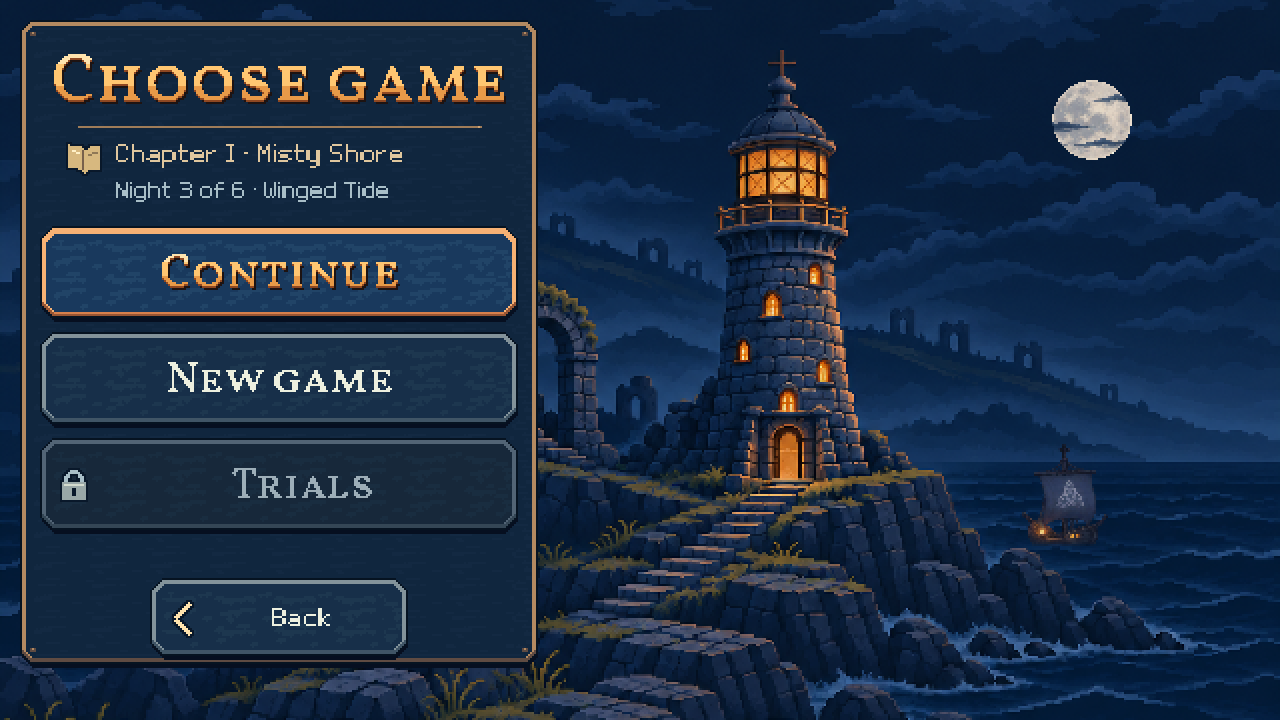 Choose game
Chapter I · Misty Shore
Night 3 of 6 · Winged Tide
Continue
New game
Trials
Back